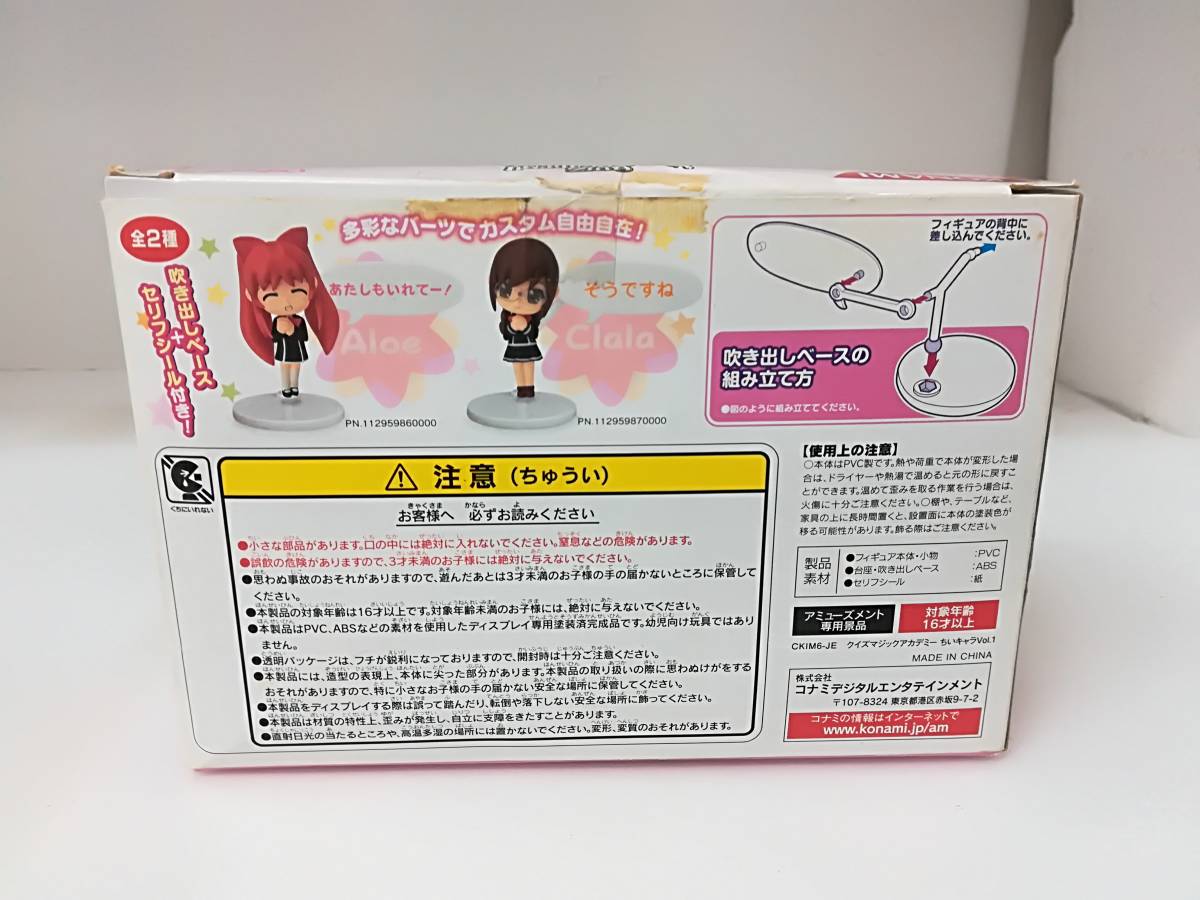 KONAMI
全2種
吹き出しベース
+
セリフシール付き!
多彩なパーツでカスタム自由自在!
あたしもいれてー!
Aloe
PN.112959860000
そうですね
Clala
PN.112959870000
フィギュアの背中に
差し込んでください。
吹き出しベースの
組み立て方
●図のように組み立ててください。
くちにいれない
注意(ちゅうい)
お客様へ 必ずお読みください
●小さな部品があります。口の中には絶対に入れないでください。窒息などの危険があります。
●誤飲の危険がありますので、3才未満のお子様には絶対に与えないでください。
●思わぬ事故のおそれがありますので、遊んだあとは3才未満のお子様の手の届かないところに保管して
ください。
●本製品の対象年齢は16才以上です。対象年齢未満のお子様には、絶対に与えないでください。
●本製品はPVC、ABSなどの素材を使用したディスプレイ専用塗装済完成品です。幼児向け玩具ではあり
ません。
●透明パッケージは、フチが鋭利になっておりますので、開封時は十分ご注意ください。
●本製品には、造型の表現上、本体に尖った部分があります。本製品の取り扱いの際に思わぬけがをする
おそれがありますので、特に小さなお子様の手の届かない安全な場所に保管してください。
●本製品をディスプレイする際は誤って踏んだり、転倒や落下しない安全な場所に飾ってください。
●本製品は材質の特性上、歪みが発生し、自立に支障をきたすことがあります。
●直射日光の当たるところや、高温多湿の場所には置かないでください。変形、変質のおそれがあります。
【使用上の注意】
○本体はPVC製です。熱や荷重で本体が変形した場
合は、ドライヤーや熱湯で温めると元の形に戻すこ
とができます。温めて歪みを取る作業を行う場合は、
火傷に十分ご注意ください。○棚や、テーブルなど、
家具の上に長時間置くと、設置面に本体の塗装色が
移る可能性があります。飾る際はご注意ください。
製品
素材
●フィギュア本体・小物 :PVC
●台座・吹き出しベース :ABS
●セリフシール :紙
アミューズメント
専用景品
対象年齢
16才以上
CKIM6-JE クイズマジックアカデミー ちいキャラVol.1
MADE IN CHINA
株式会社
コナミデジタルエンタテインメント
〒107-8324 東京都港区赤坂9-7-2
コナミの情報はインターネットで
www.konami.jp/am